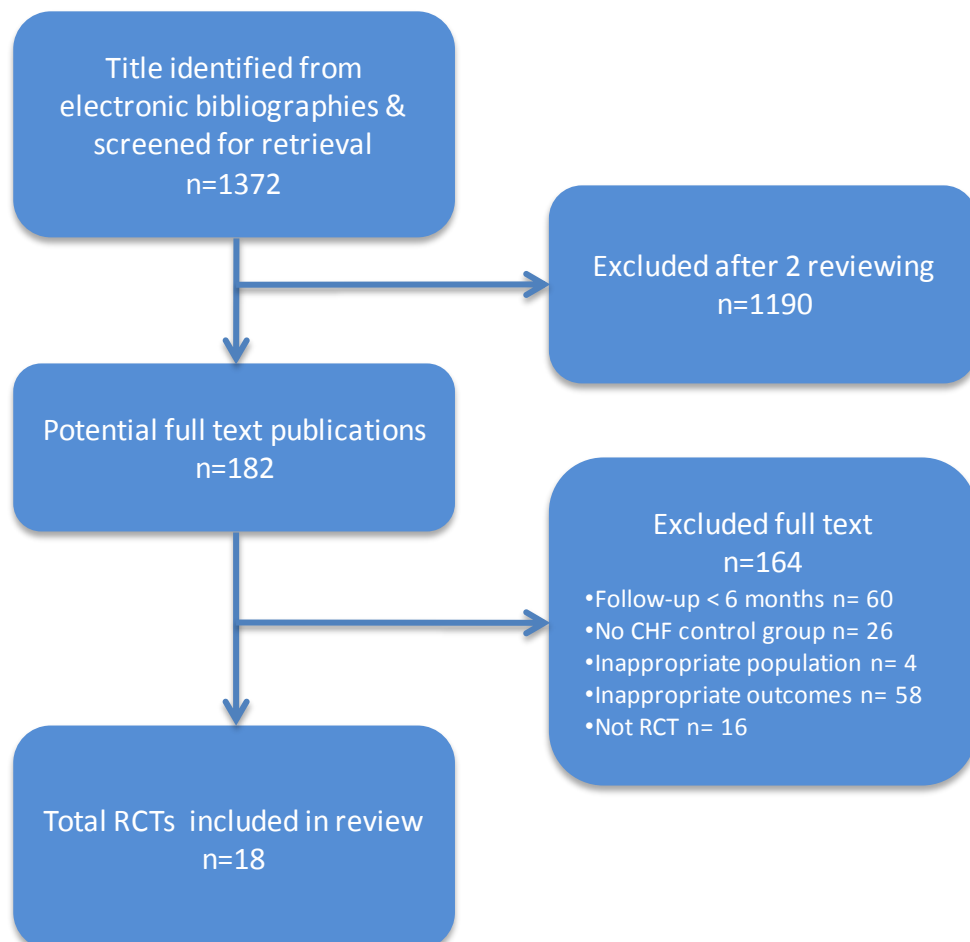 Title identified from
electronic bibliographies &
screened for retrieval
n=1372
Excluded after 2 reviewing
n=1190
Potential full text publications
n=182
Excluded full text
n=164
•Follow-up < 6 months n= 60
•No CHF control group n= 26
•Inappropriate population n= 4
•Inappropriate outcomes n= 58
•Not RCT n= 16
Total RCTs included in review
n=18